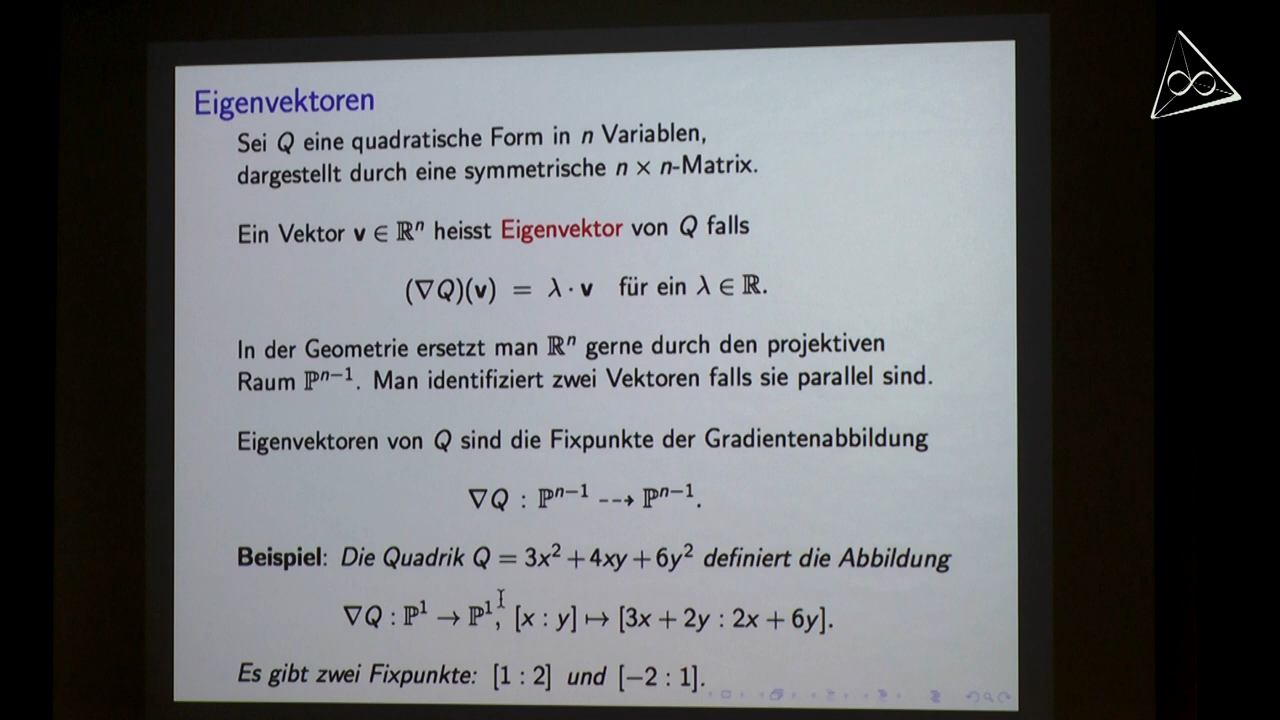 Eigenvektoren
Sei Q eine quadratische Form in n Variablen,
dargestellt durch eine symmetrische n × n-Matrix.
Ein Vektor v ∈ ℝⁿ heisst Eigenvektor von Q falls
(∇Q)(v) = λ · v für ein λ ∈ ℝ.
In der Geometrie ersetzt man ℝⁿ gerne durch den projektiven
Raum ℙⁿ⁻¹. Man identifiziert zwei Vektoren falls sie parallel sind.
Eigenvektoren von Q sind die Fixpunkte der Gradientenabbildung
∇Q : ℙⁿ⁻¹ ⇢ ℙⁿ⁻¹.
Beispiel: Die Quadrik Q = 3x² + 4xy + 6y² definiert die Abbildung
∇Q : ℙ¹ → ℙ¹, [x : y] ↦ [3x + 2y : 2x + 6y].
Es gibt zwei Fixpunkte: [1 : 2] und [−2 : 1].